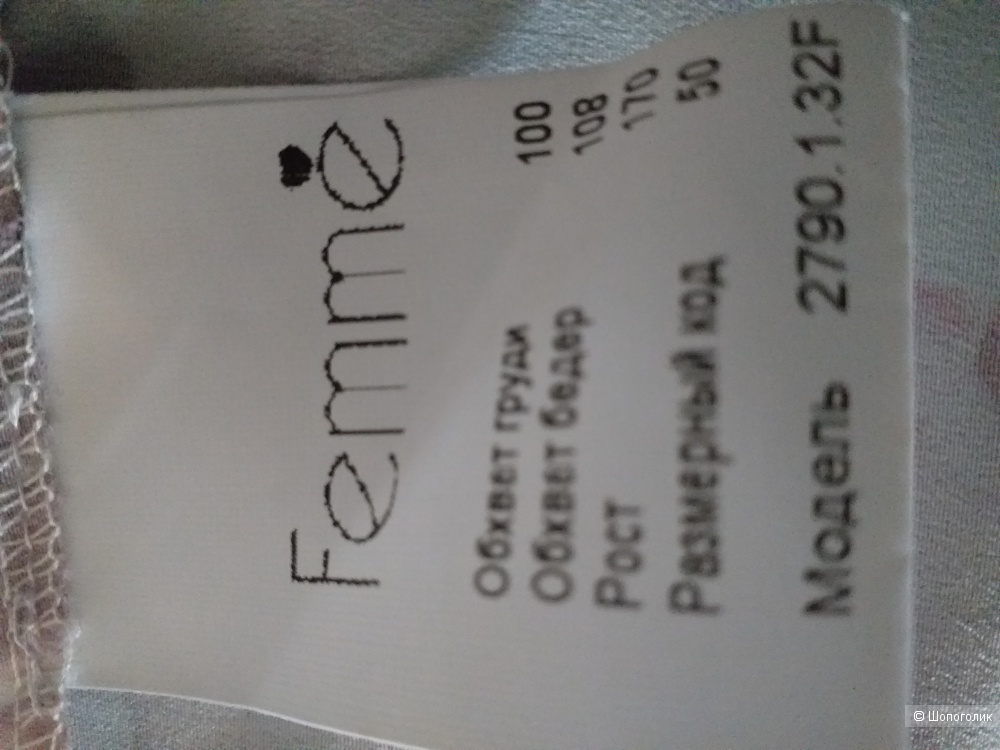 Femme
Обхват груди 100
Обхват бедер 108
Рост 170
Размерный код 50
Модель 2790.1.32F
© Шопоголик